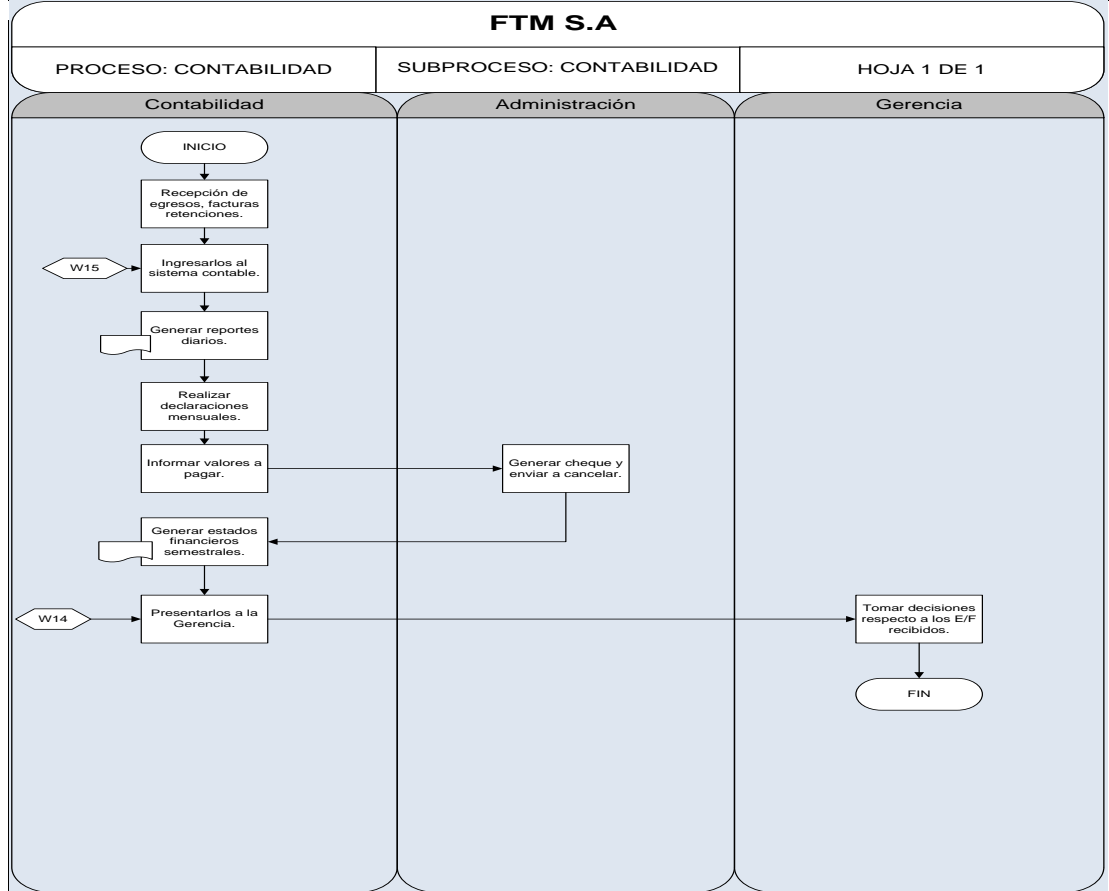 FTM S.A
PROCESO: CONTABILIDAD
SUBPROCESO: CONTABILIDAD
HOJA 1 DE 1
Contabilidad
Administración
Gerencia
INICIO
Recepción de
egresos, facturas
retenciones.
W15
Ingresarlos al
sistema contable.
Generar reportes
diarios.
Realizar
declaraciones
mensuales.
Informar valores a
pagar.
Generar cheque y
enviar a cancelar.
Generar estados
financieros
semestrales.
W14
Presentarlos a la
Gerencia.
Tomar decisiones
respecto a los E/F
recibidos.
FIN